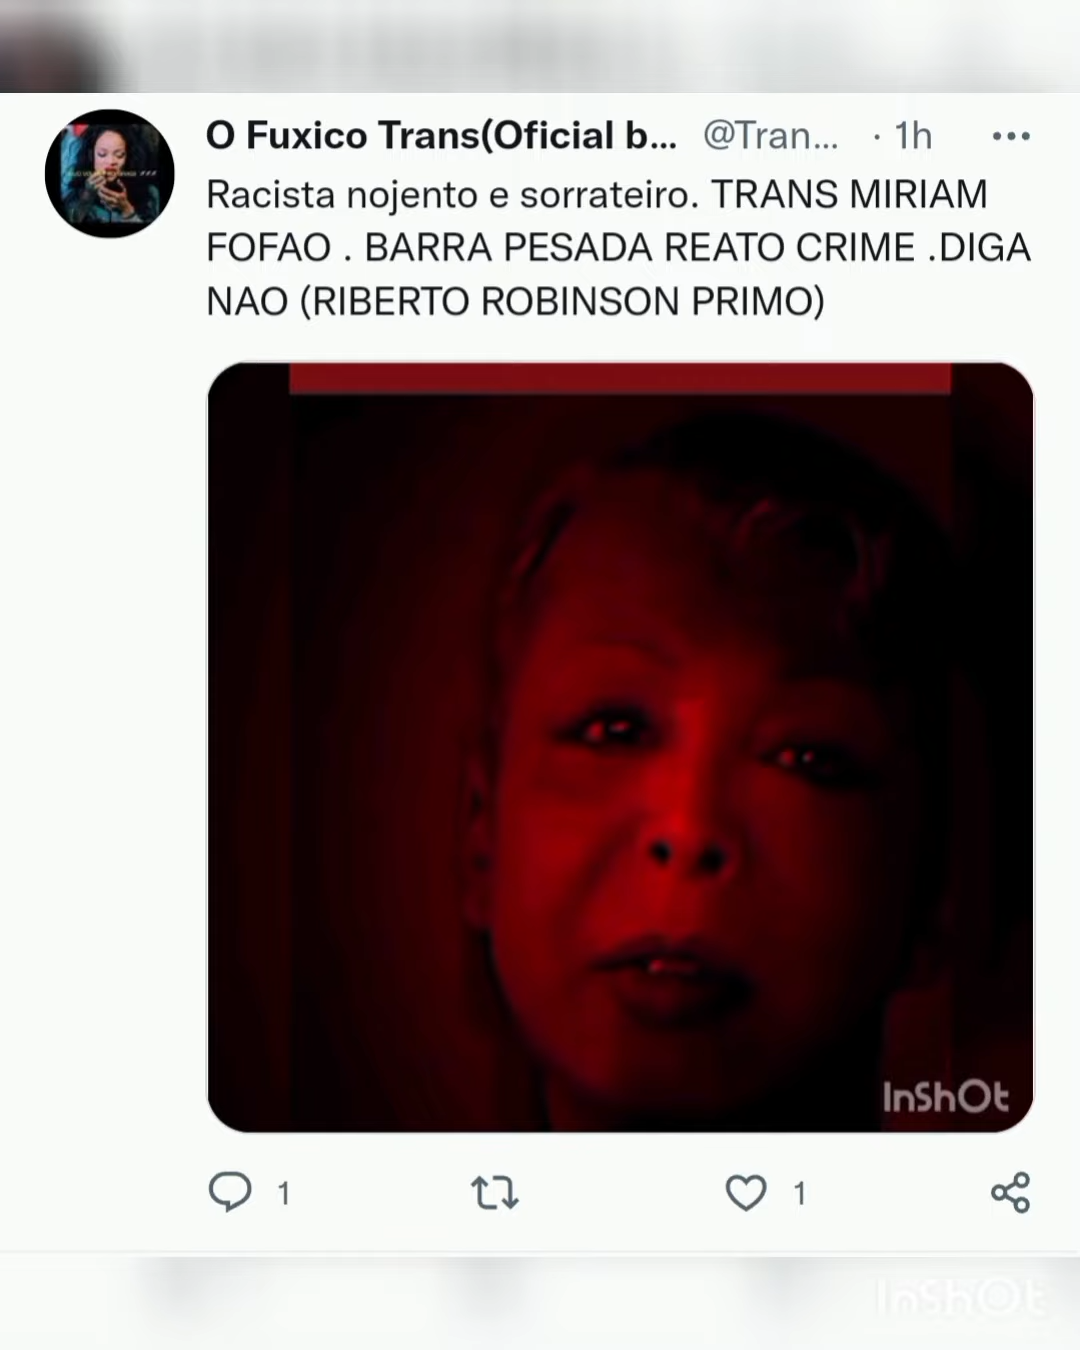 O Fuxico Trans(Oficial b... @Tran... · 1h
Racista nojento e sorrateiro. TRANS MIRIAM
FOFAO . BARRA PESADA REATO CRIME .DIGA
NAO (RIBERTO ROBINSON PRIMO)
InShOt
1 1
InShOt